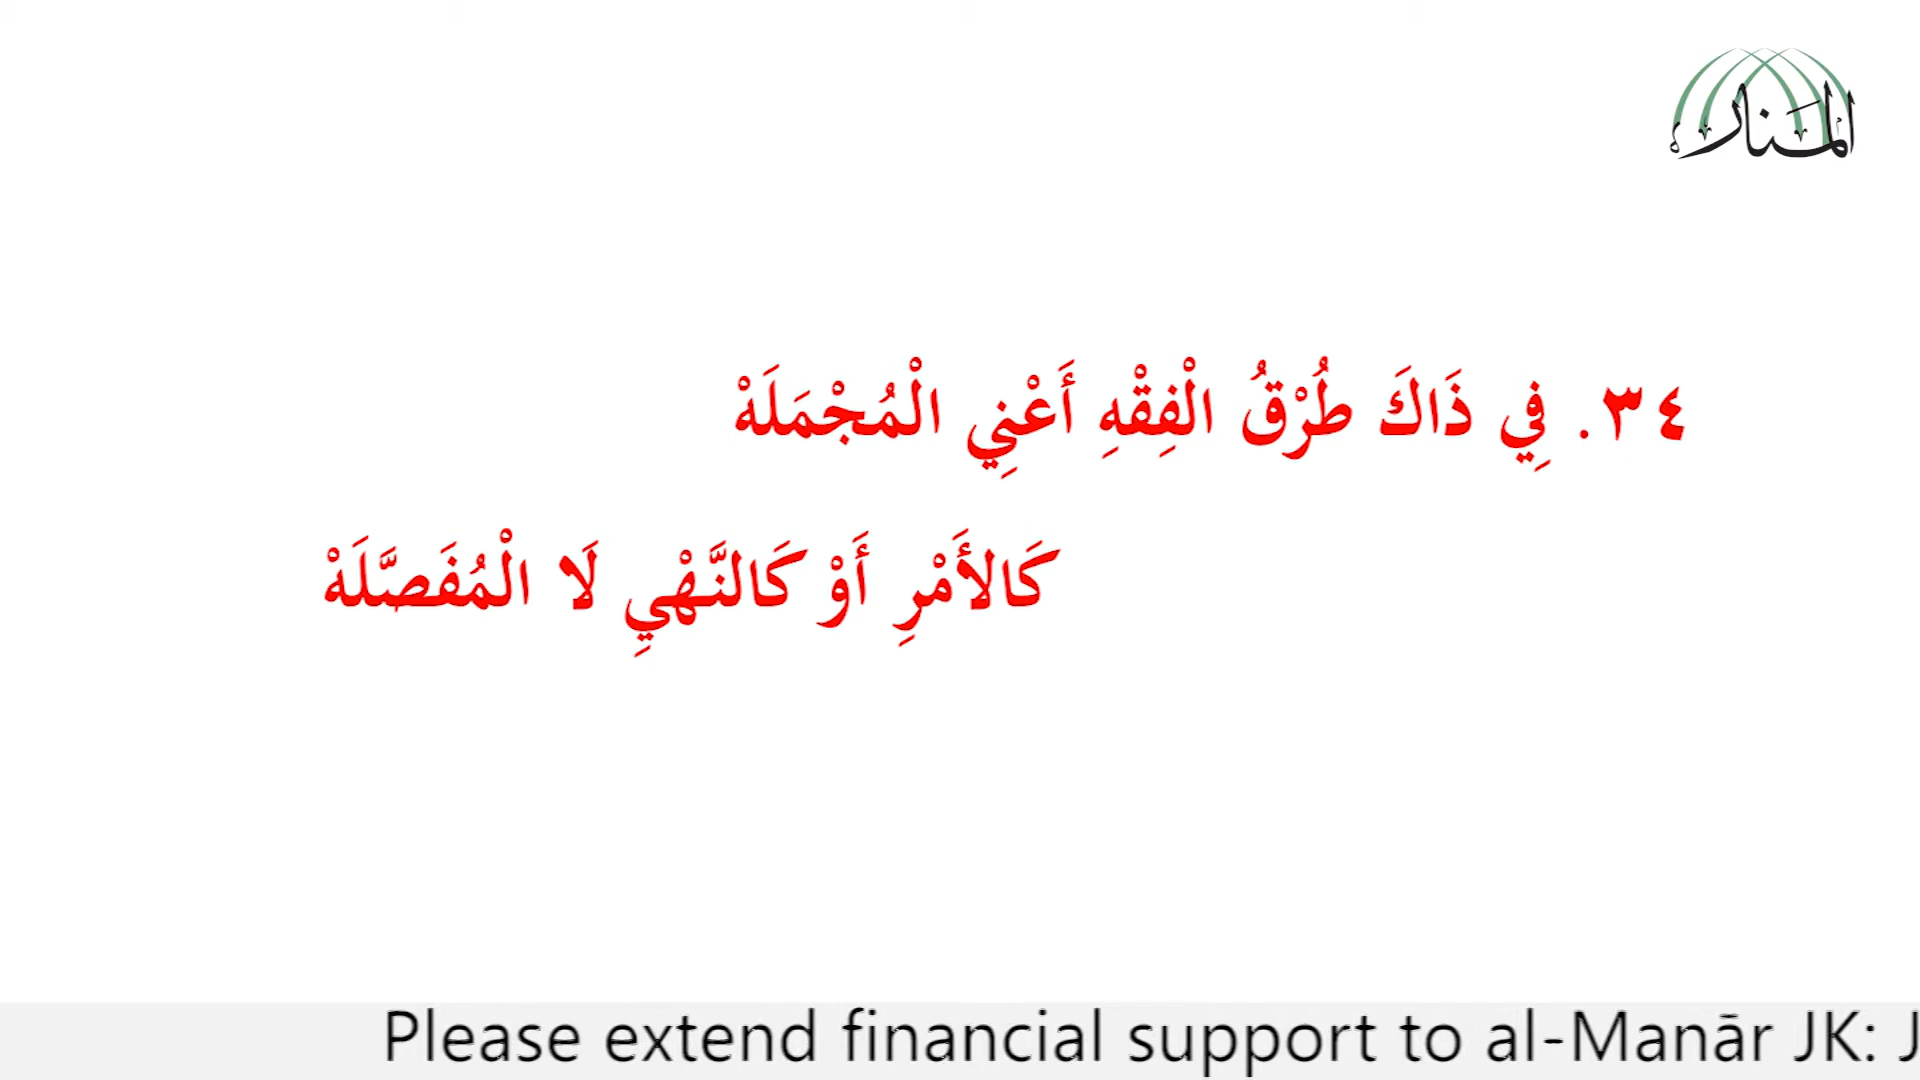 المنار
٣٤. فِي ذَاكَ طُرْقُ الْفِقْهِ أَعْنِي الْمُجْمَلَهْ
كَالأَمْرِ أَوْ كَالنَّهْيِ لَا الْمُفَصَّلَهْ
Please extend financial support to al-Manār JK: J